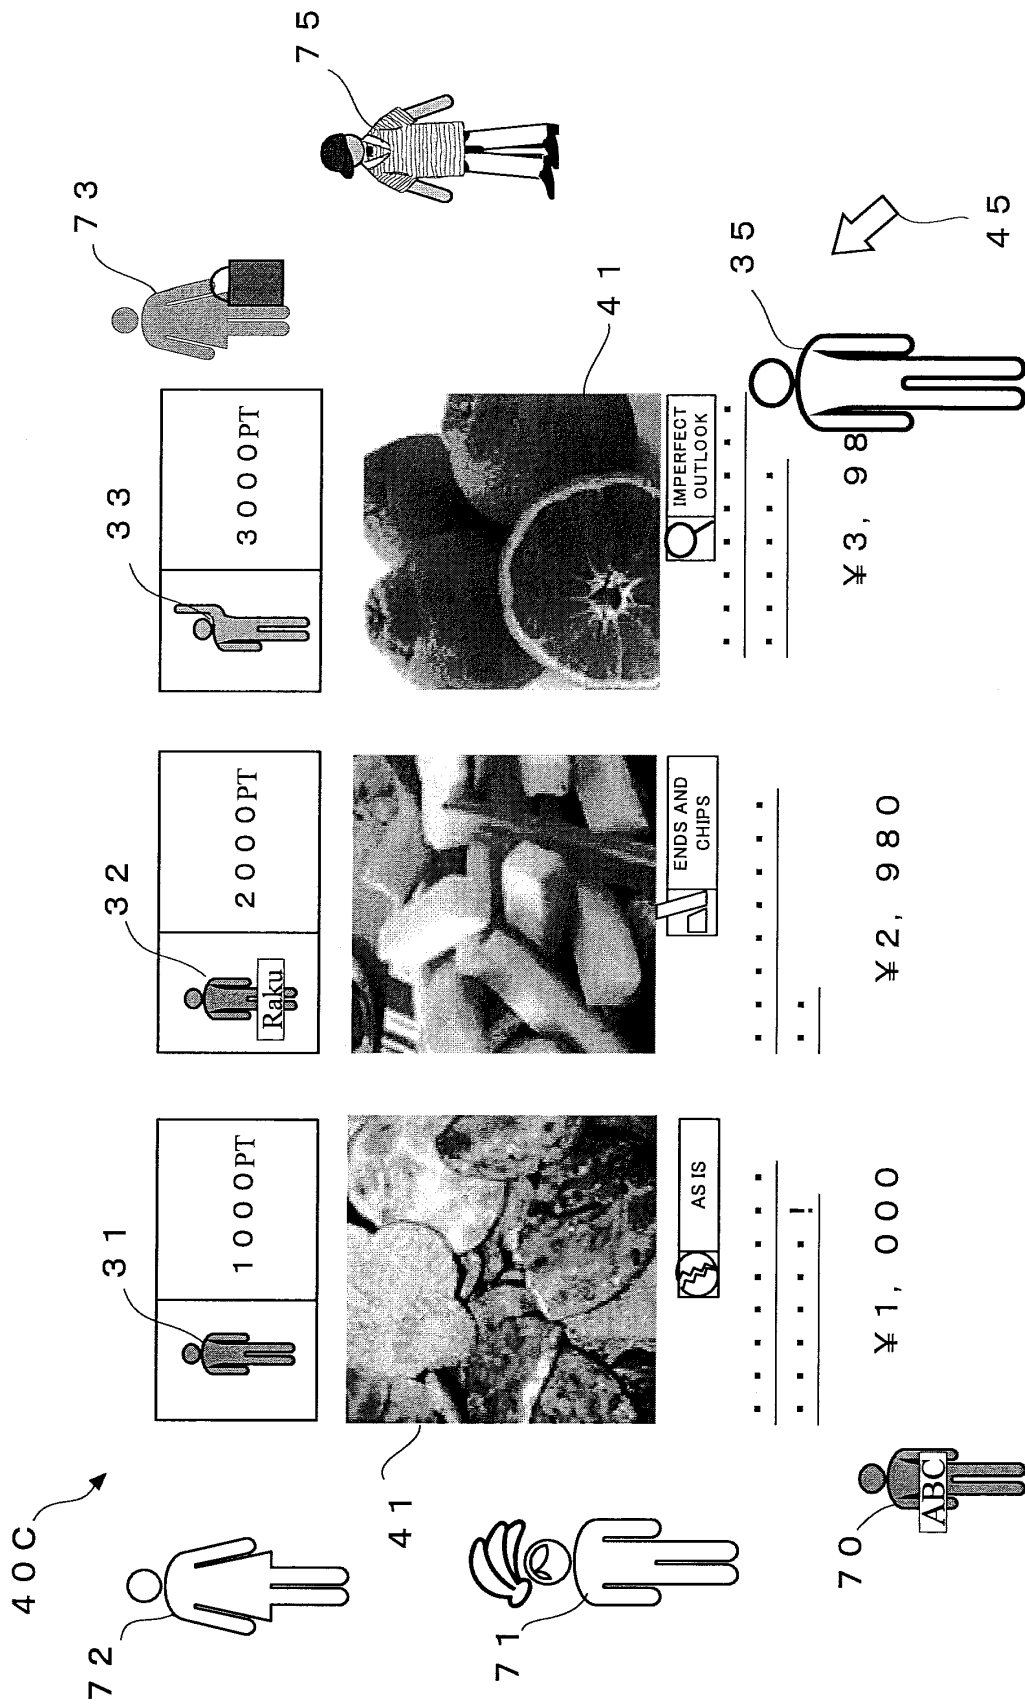 40C
31
32
33
73
75
72
1000PT
Raku
2000PT
3000PT
41
71
41
AS IS
ENDS AND
CHIPS
IMPERFECT
OUTLOOK
!
¥1, 000
¥2, 980
¥3, 98
35
45
70
ABC